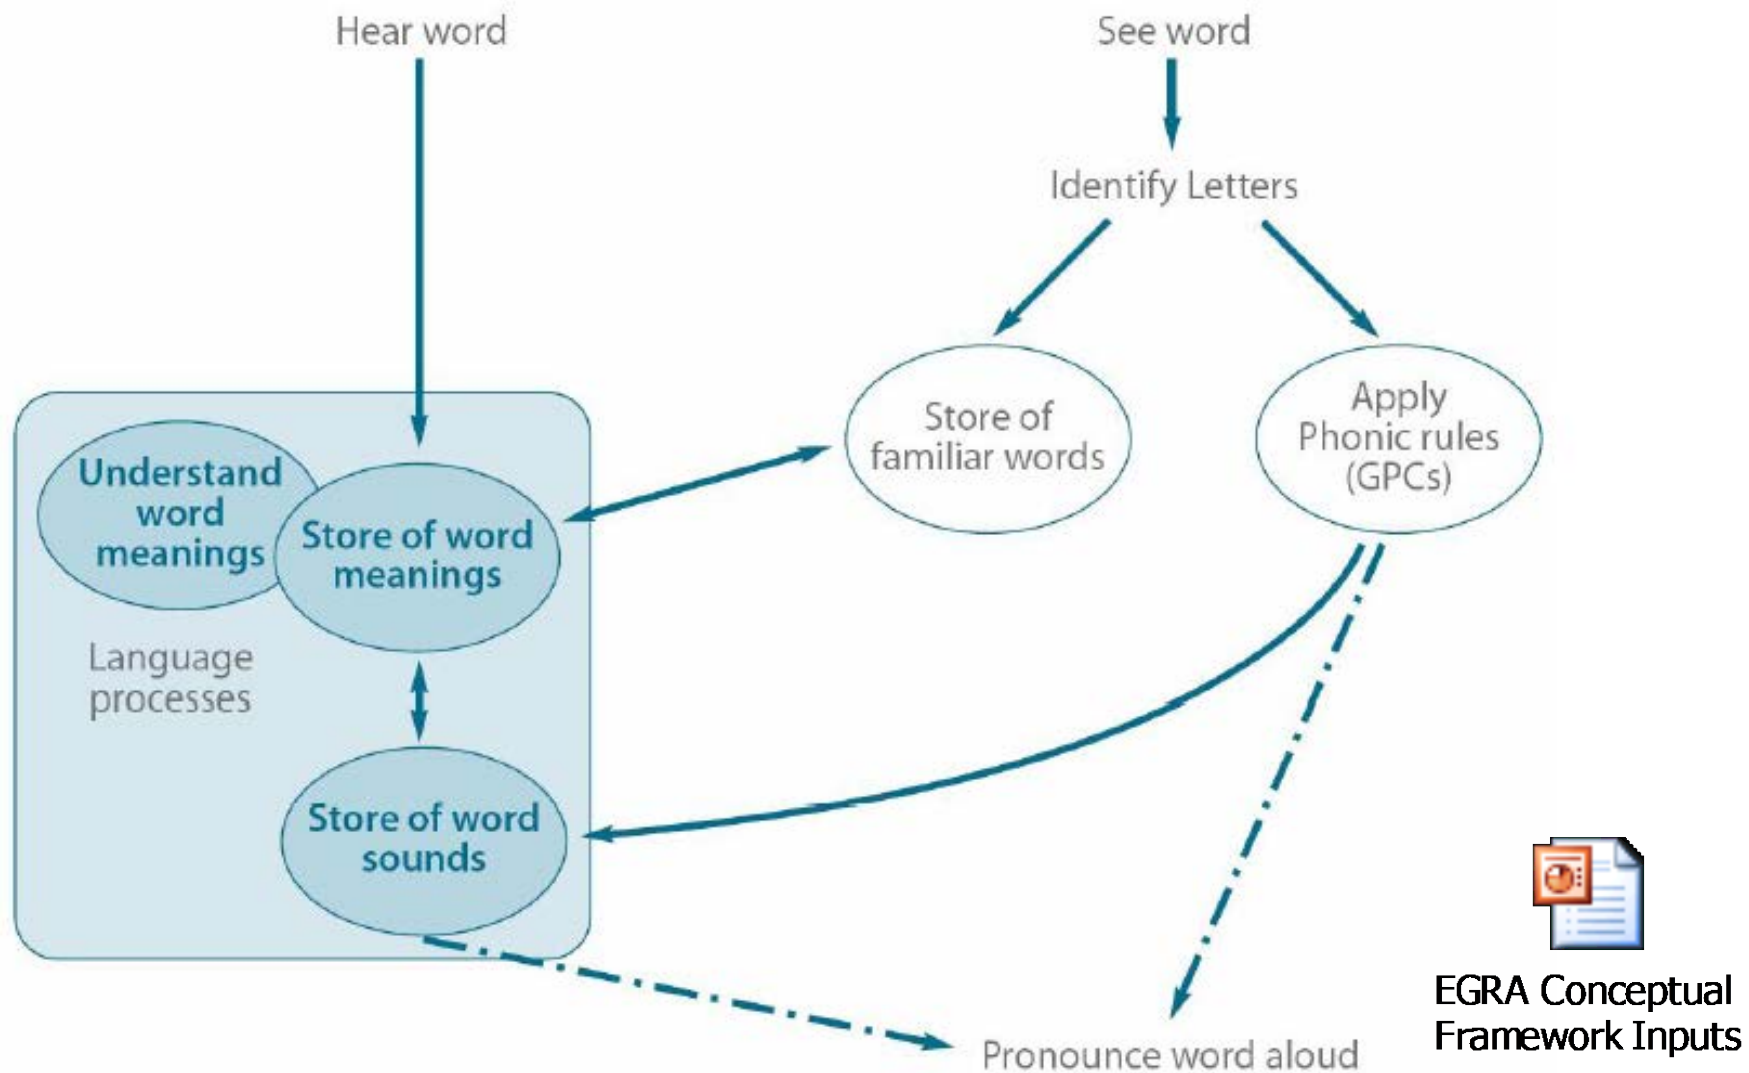 Hear word
See word
Identify Letters
Understand
word
meanings
Store of word
meanings
Store of
familiar words
Apply
Phonic rules
(GPCs)
Language
processes
Store of word
sounds
Pronounce word aloud
EGRA Conceptual
Framework Inputs